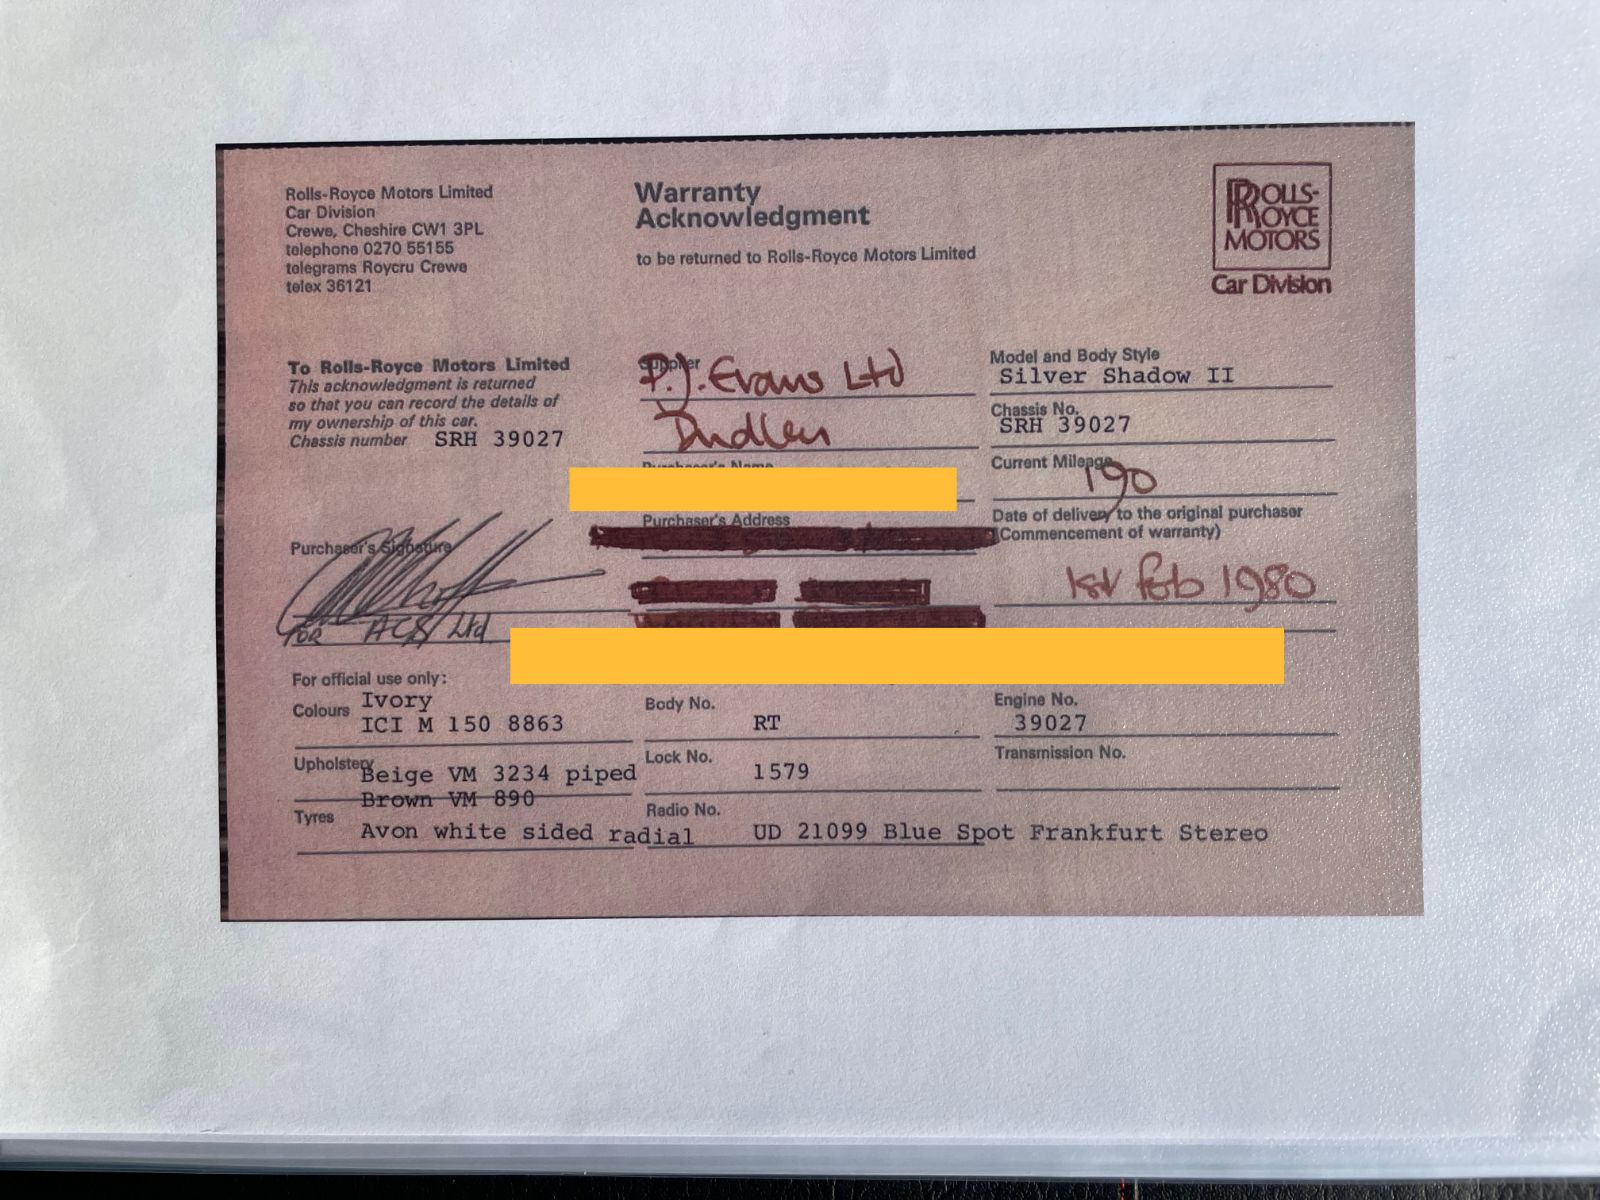 Rolls-Royce Motors Limited
Car Division
Crewe, Cheshire CW1 3PL
telephone 0270 55155
telegrams Roycru Crewe
telex 36121
Warranty
Acknowledgment
to be returned to Rolls-Royce Motors Limited
ROLLS-
ROYCE
MOTORS
Car Division
To Rolls-Royce Motors Limited
This acknowledgment is returned
so that you can record the details of
my ownership of this car.
Chassis number SRH 39027
Purchaser's Signature
FOR ACS Ltd
Supplier
P.J. Evans Ltd
Dudley
Purchaser's Name
Purchaser's Address
Model and Body Style
Silver Shadow II
Chassis No.
SRH 39027
Current Mileage
190
Date of delivery to the original purchaser
(Commencement of warranty)
1st Feb 1980
For official use only:
Colours Ivory
ICI M 150 8863
Body No. RT
Engine No. 39027
Upholstery Beige VM 3234 piped
Brown VM 890
Lock No. 1579
Transmission No.
Tyres Avon white sided radial
Radio No. UD 21099 Blue Spot Frankfurt Stereo